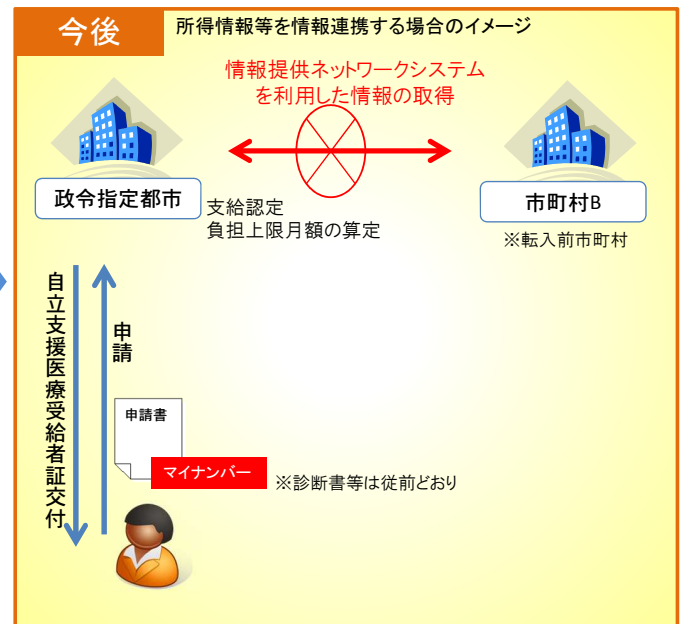 今後
所得情報等を情報連携する場合のイメージ
情報提供ネットワークシステム
を利用した情報の取得
政令指定都市
支給認定
負担上限月額の算定
市町村B
※転入前市町村
自立支援医療受給者証交付
申請
申請書
マイナンバー
※診断書等は従前どおり